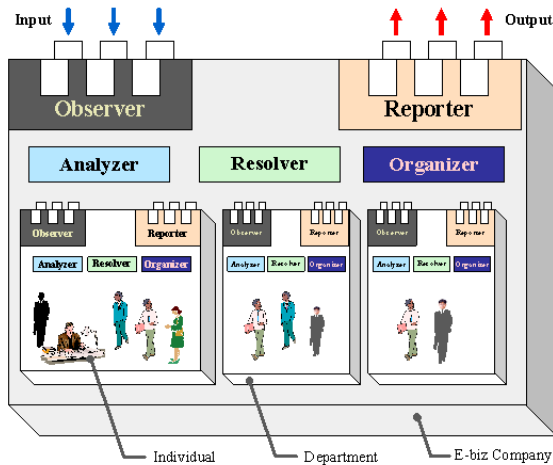 Input
Output
Observer
Reporter
Analyzer
Resolver
Organizer
Observer
Reporter
Analyzer
Resolver
Organizer
Observer
Reporter
Analyzer
Resolver
Organizer
Observer
Reporter
Analyzer
Resolver
Organizer
Individual
Department
E-biz Company